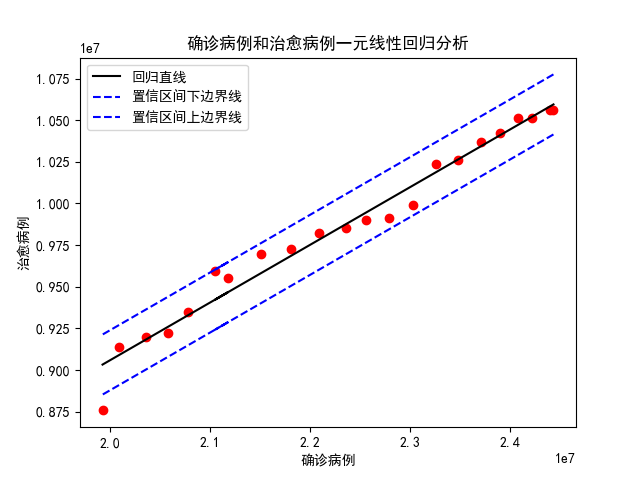 确诊病例和治愈病例一元线性回归分析
1e7
回归直线
置信区间下边界线
置信区间上边界线
1.075
1.050
1.025
1.000
0.975
0.950
0.925
0.900
0.875
治愈病例
2.0 2.1 2.2 2.3 2.4
确诊病例
1e7